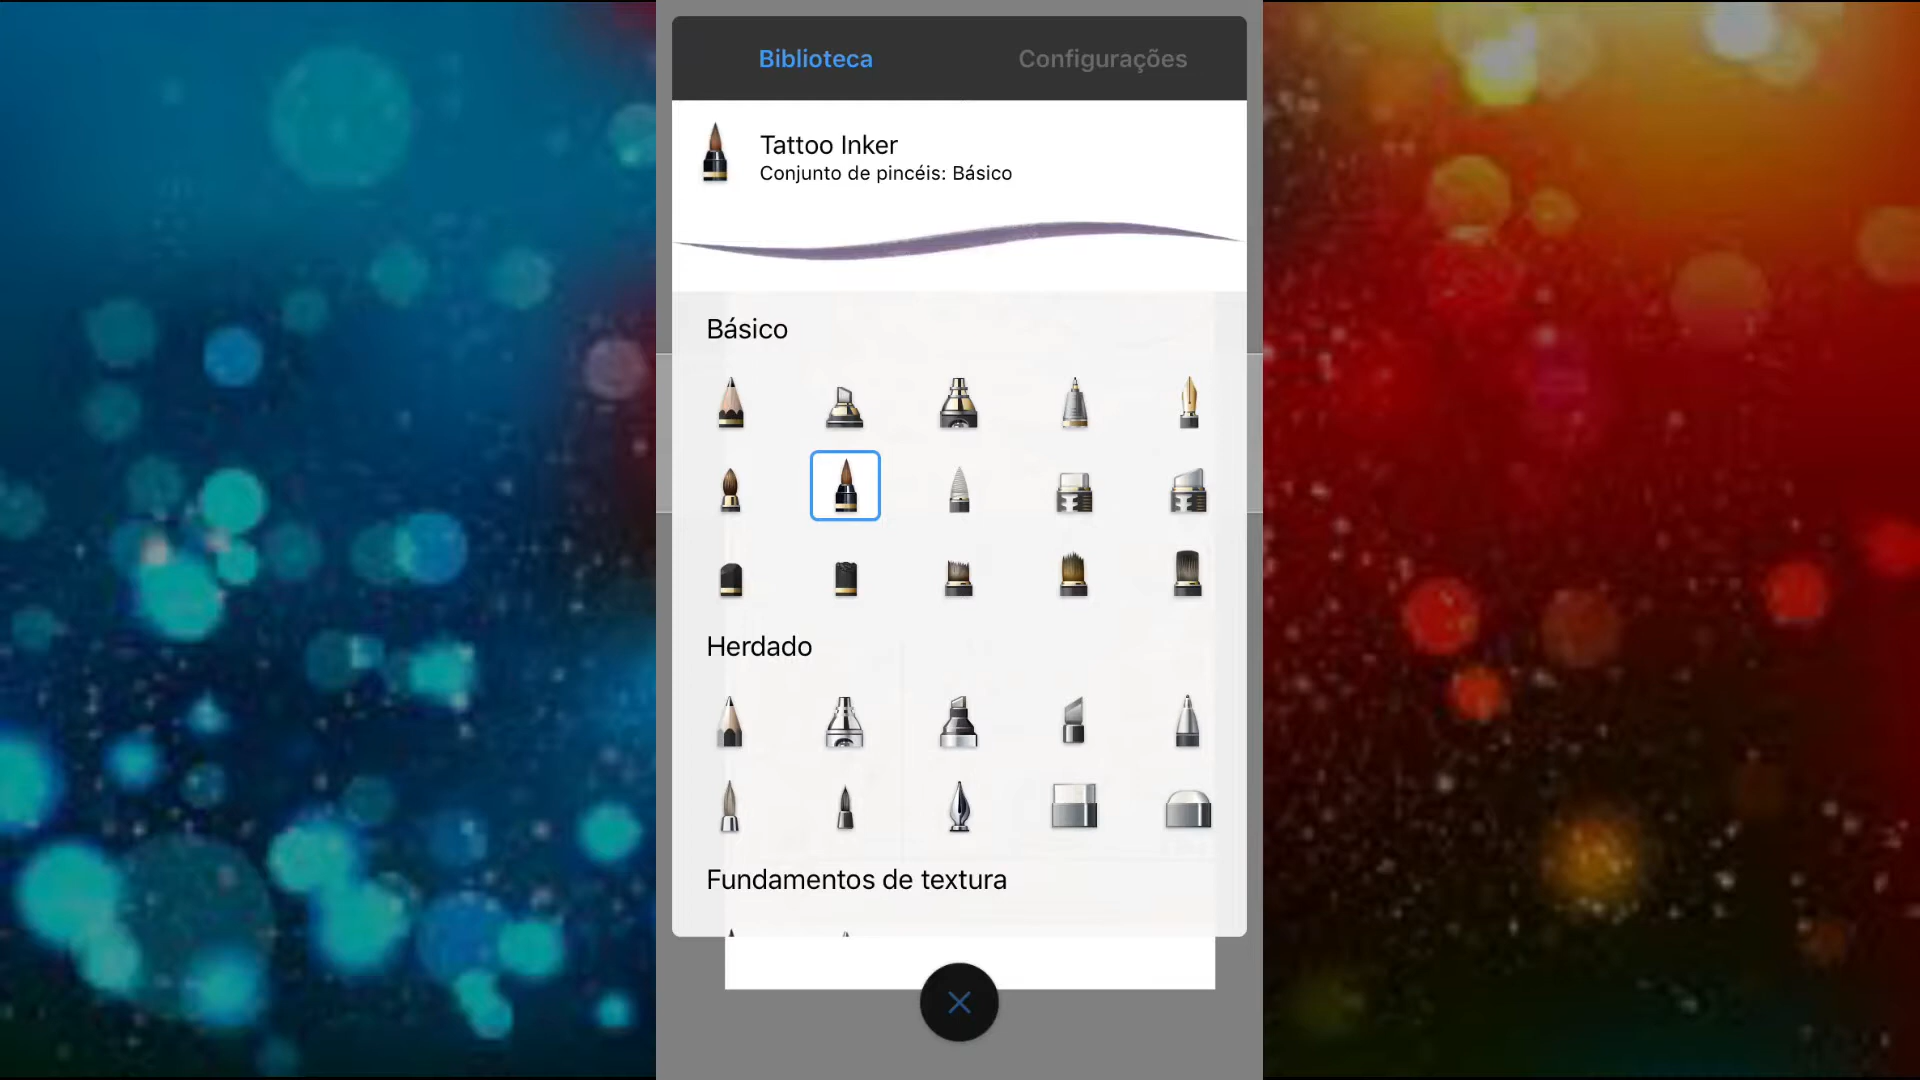 Biblioteca
Configurações
Tattoo Inker
Conjunto de pincéis: Básico
Básico
Herdado
Fundamentos de textura